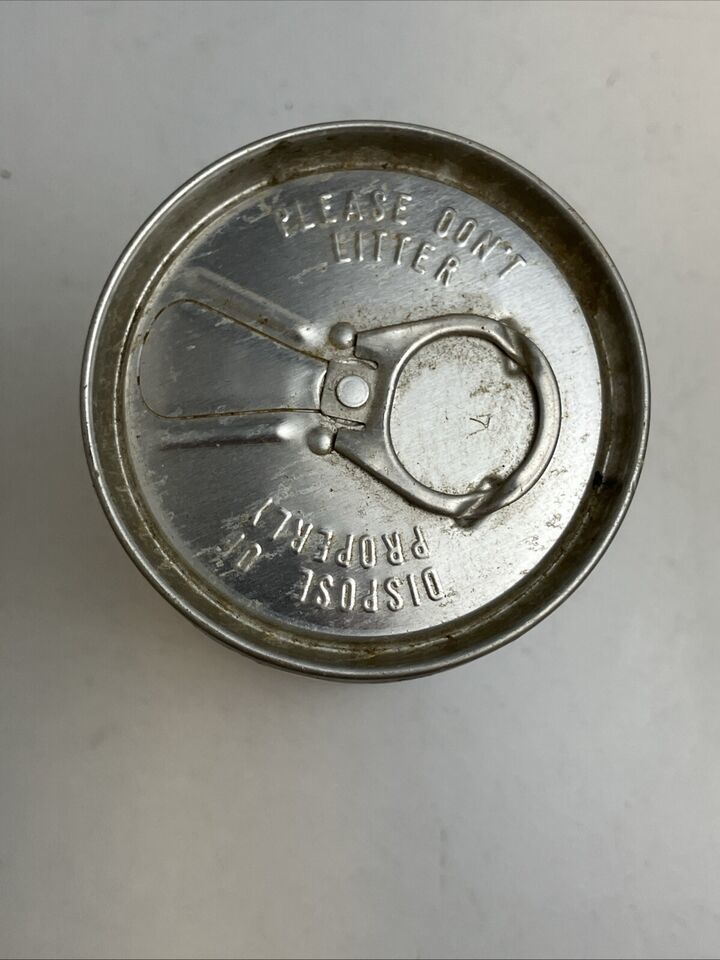 PLEASE DON'T
LITTER
DISPOSE OF
PROPERLY